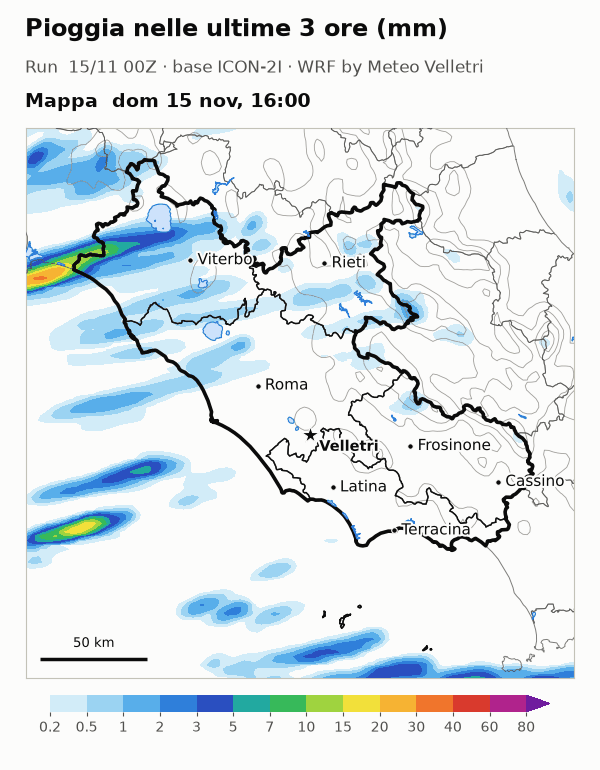 Pioggia nelle ultime 3 ore (mm)
Run 15/11 00Z · base ICON-2I · WRF by Meteo Velletri
Mappa dom 15 nov, 16:00
Viterbo
Rieti
Roma
Velletri
Frosinone
Latina
Cassino
Terracina
50 km
0.2 0.5 1 2 3 5 7 10 15 20 30 40 60 80